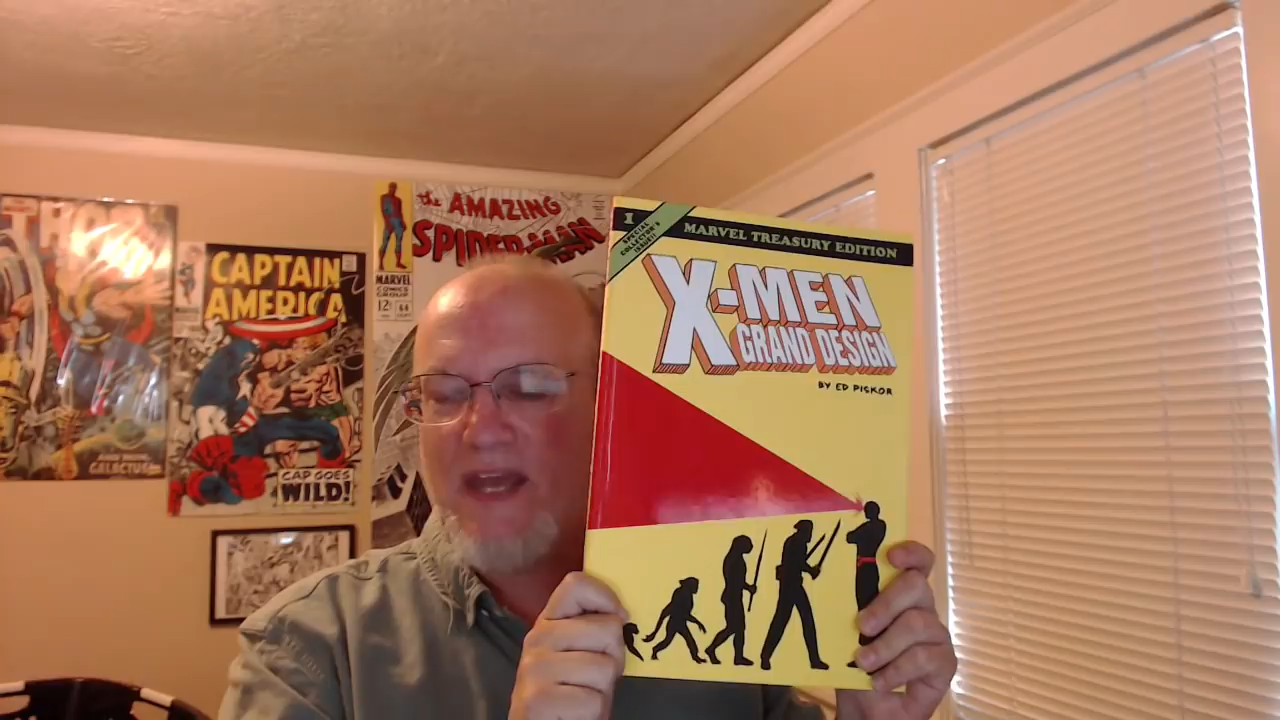 THOR
GALACTUS
CAPTAIN
AMERICA
CAP GOES
WILD!
the AMAZING
SPIDER-MAN
MARVEL
COMICS
GROUP
12¢ 64
1
SPECIAL
COLLECTOR'S
ISSUE!
MARVEL TREASURY EDITION
X-MEN
GRAND DESIGN
BY ED PISKOR